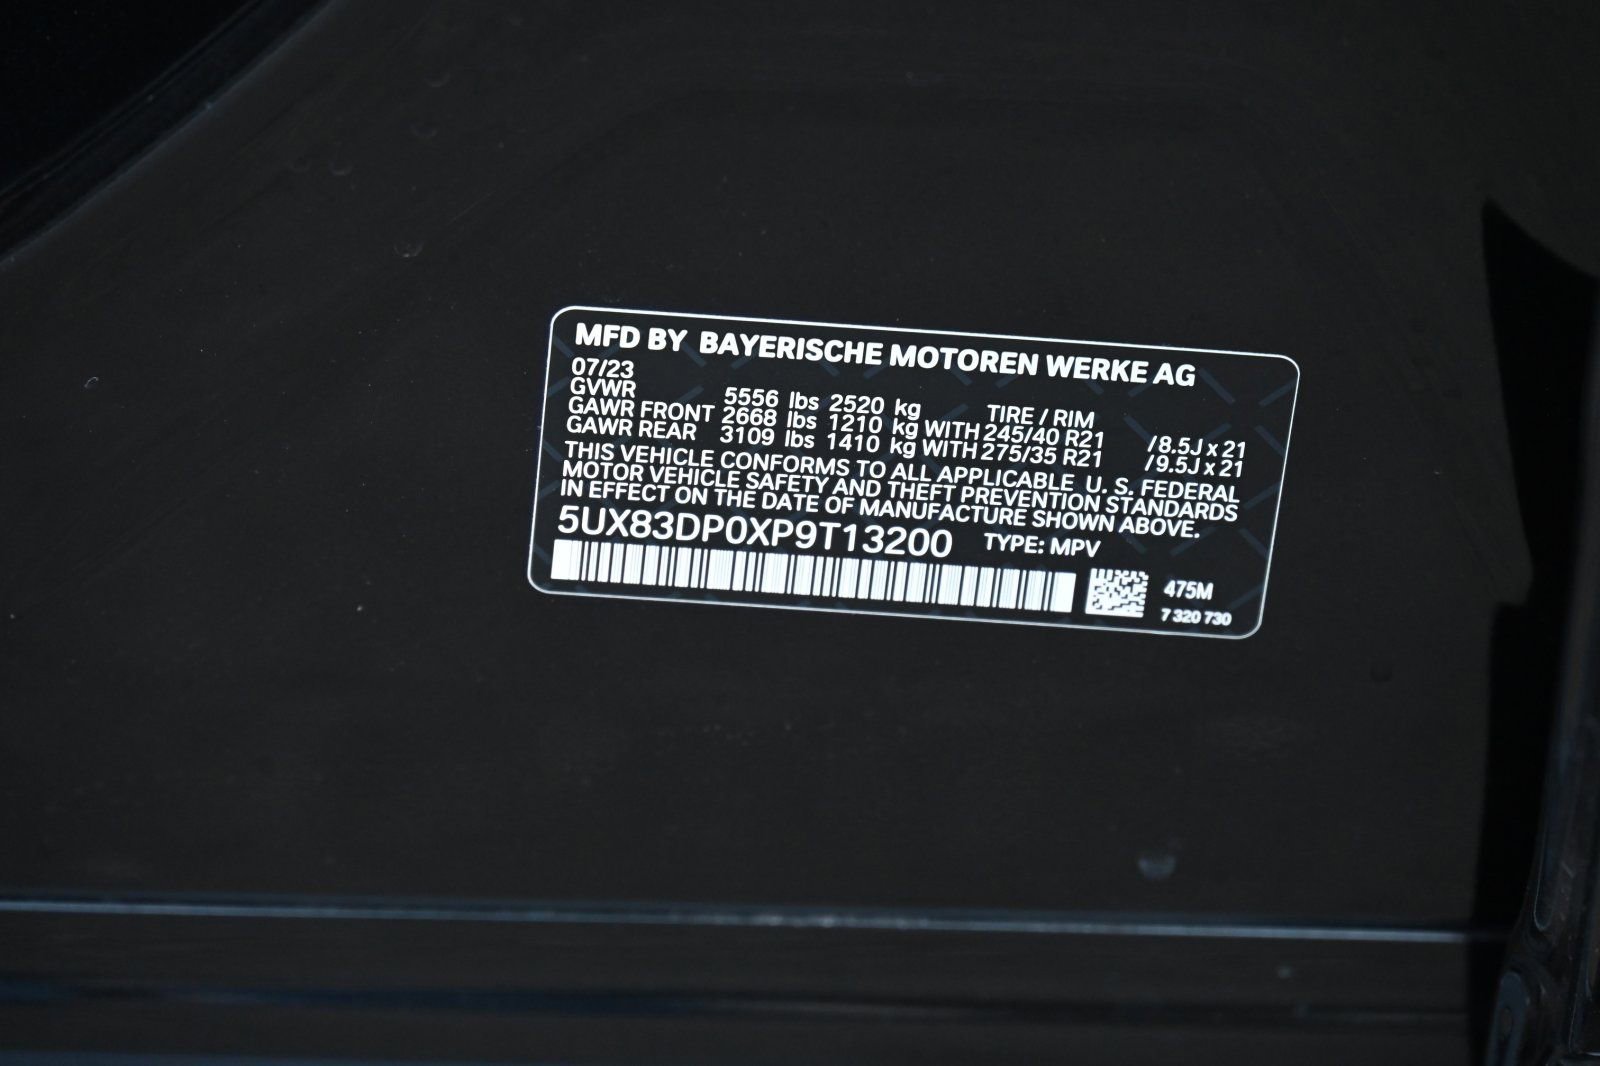 MFD BY BAYERISCHE MOTOREN WERKE AG
07/23
GVWR 5556 lbs 2520 kg TIRE / RIM
GAWR FRONT 2668 lbs 1210 kg WITH 245/40 R21 /8.5J x 21
GAWR REAR 3109 lbs 1410 kg WITH 275/35 R21 /9.5J x 21
THIS VEHICLE CONFORMS TO ALL APPLICABLE U. S. FEDERAL
MOTOR VEHICLE SAFETY AND THEFT PREVENTION STANDARDS
IN EFFECT ON THE DATE OF MANUFACTURE SHOWN ABOVE.
5UX83DP0XP9T13200 TYPE: MPV
475M
7 320 730